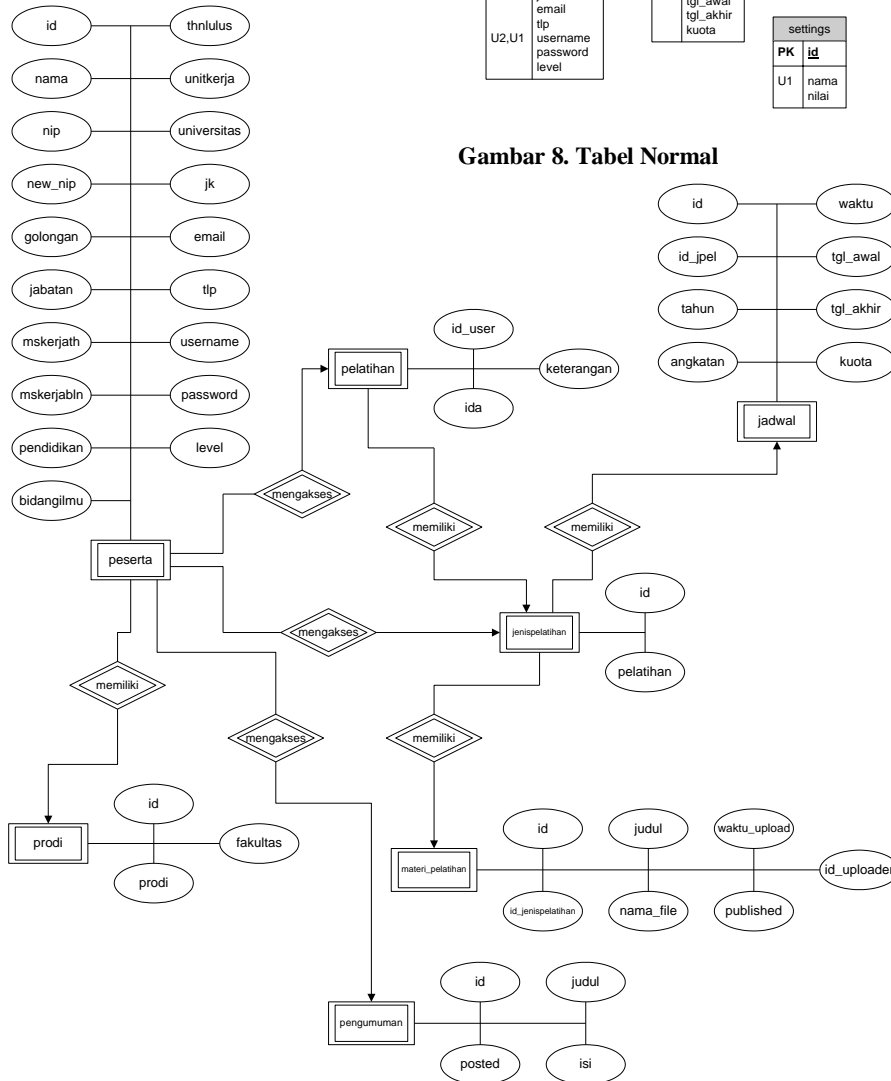 email
tlp
U2,U1 username
password
level
tgl_akhir
kuota
settings
PK id
U1 nama
nilai
Gambar 8. Tabel Normal
id thnlulus
nama unitkerja
nip universitas
new_nip jk
golongan email
jabatan tlp
mskerjath username
mskerjabln password
pendidikan level
bidangilmu
peserta
id waktu
id_jpel tgl_awal
tahun tgl_akhir
angkatan kuota
jadwal
pelatihan
id_user
keterangan
ida
mengakses
memiliki
memiliki
mengakses
jenispelatihan
id
pelatihan
memiliki
mengakses
memiliki
prodi
id
fakultas
prodi
materi_pelatihan
id judul waktu_upload
id_uploader
id_jenispelatihan nama_file published
pengumuman
id judul
posted isi